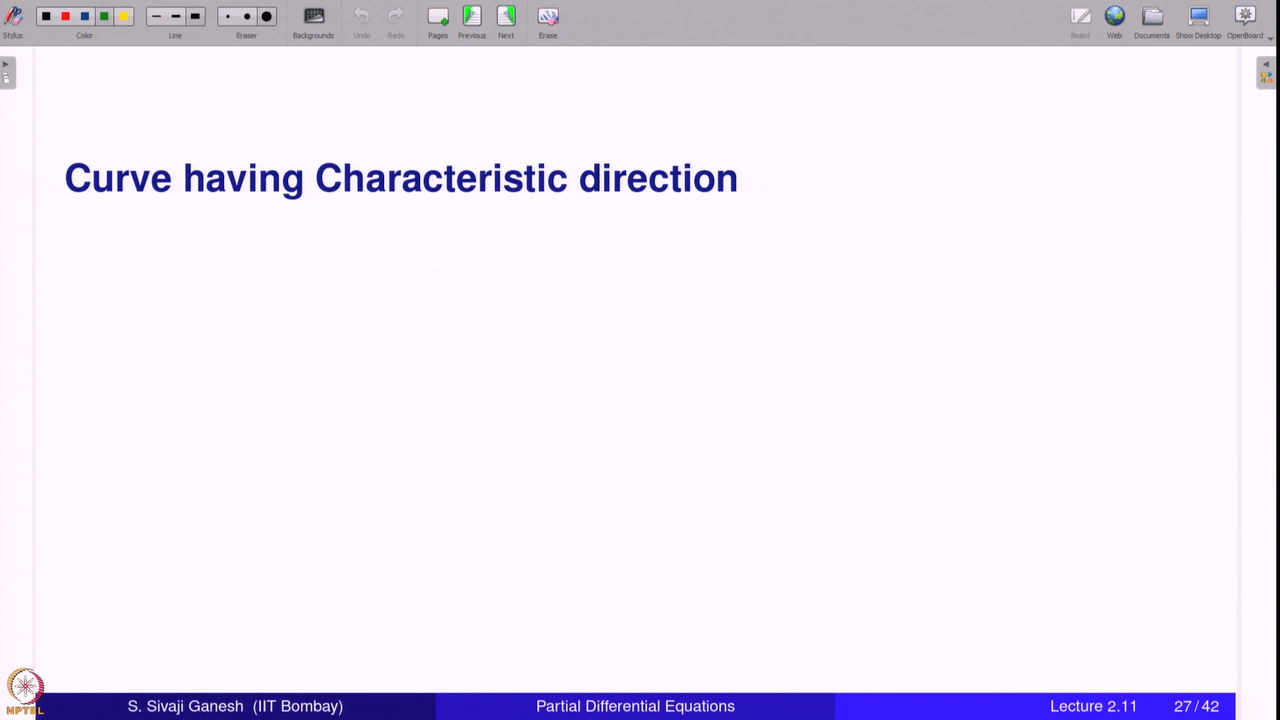 Stylus
Color
Line
Eraser
Backgrounds
Undo
Redo
Pages
Previous
Next
Erase
Board
Web
Documents
Show Desktop
OpenBoard
Curve having Characteristic direction
NPTEL
S. Sivaji Ganesh (IIT Bombay)
Partial Differential Equations
Lecture 2.11
27 / 42